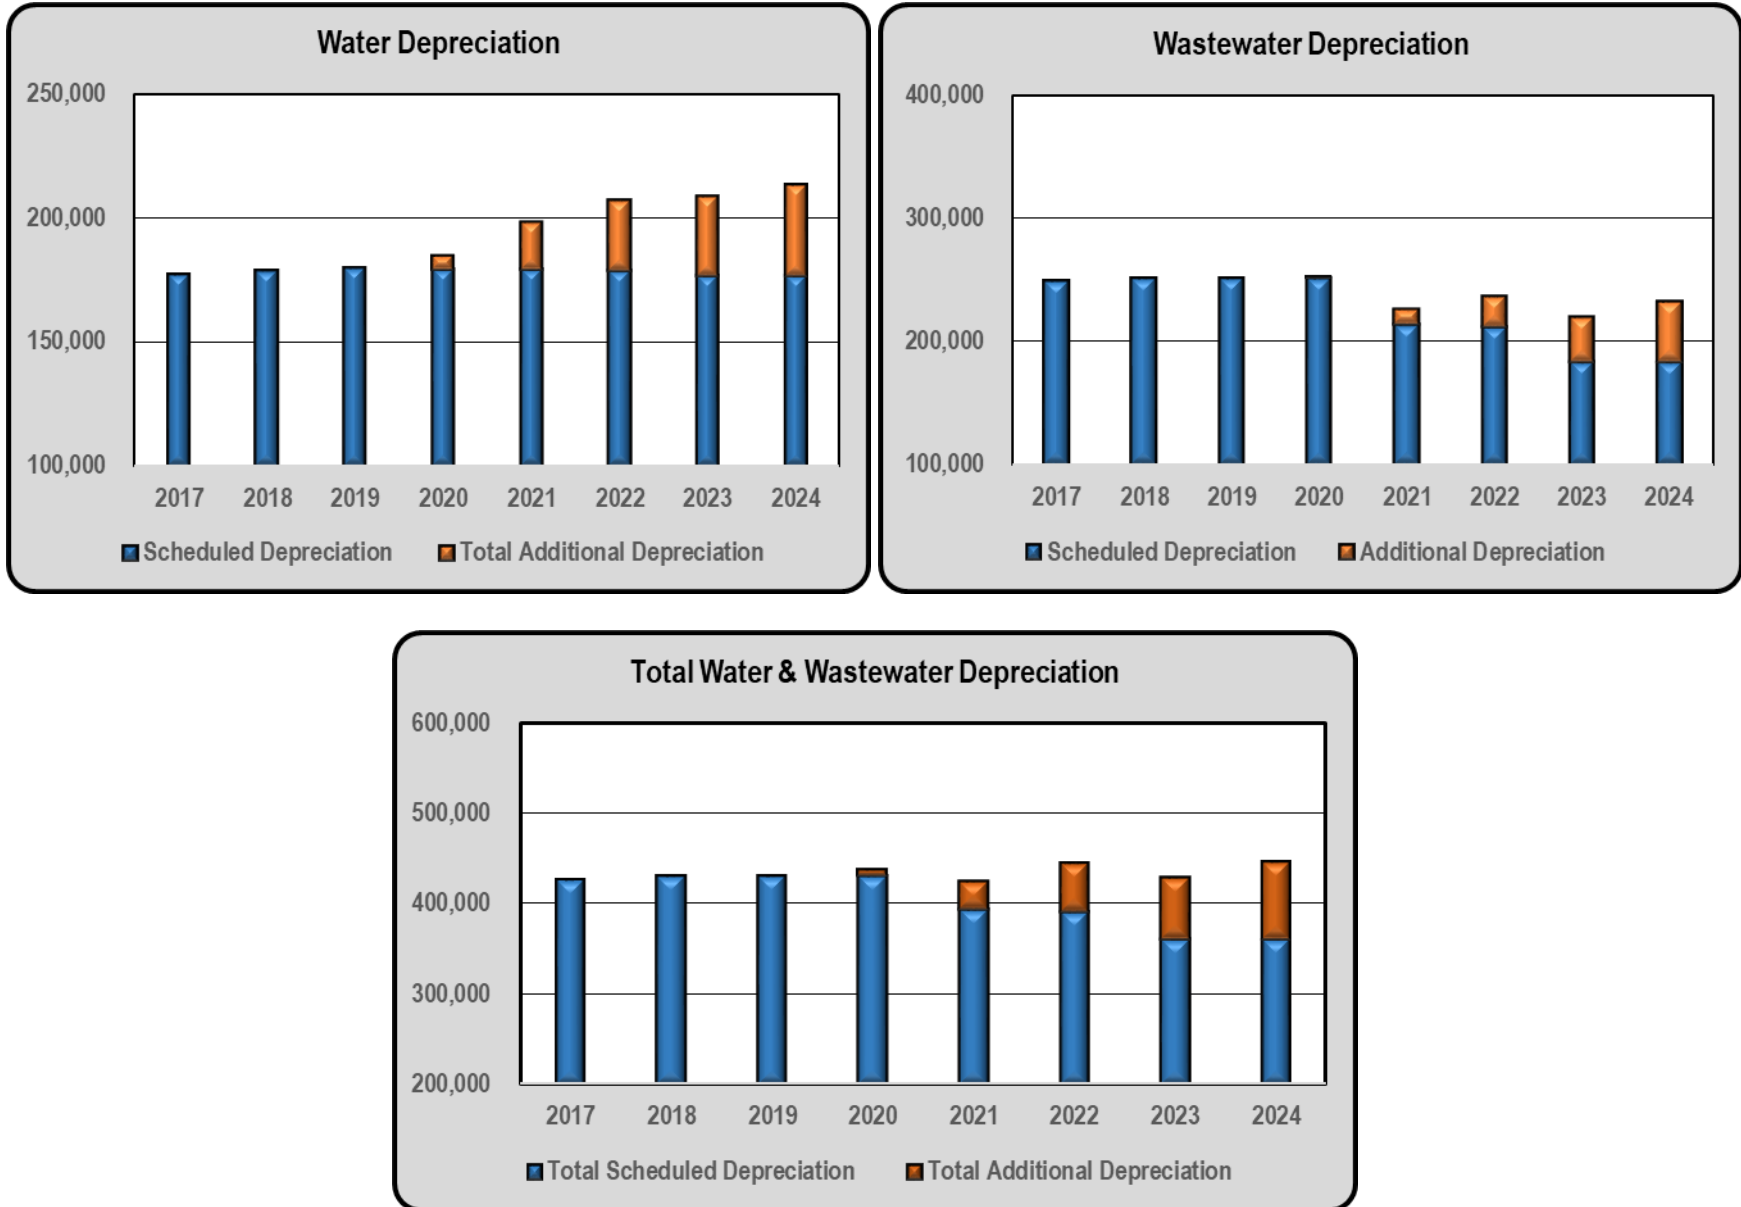 Water Depreciation
250,000
200,000
150,000
100,000
2017 2018 2019 2020 2021 2022 2023 2024
Scheduled Depreciation Total Additional Depreciation
Wastewater Depreciation
400,000
300,000
200,000
100,000
2017 2018 2019 2020 2021 2022 2023 2024
Scheduled Depreciation Additional Depreciation
Total Water & Wastewater Depreciation
600,000
500,000
400,000
300,000
200,000
2017 2018 2019 2020 2021 2022 2023 2024
Total Scheduled Depreciation Total Additional Depreciation